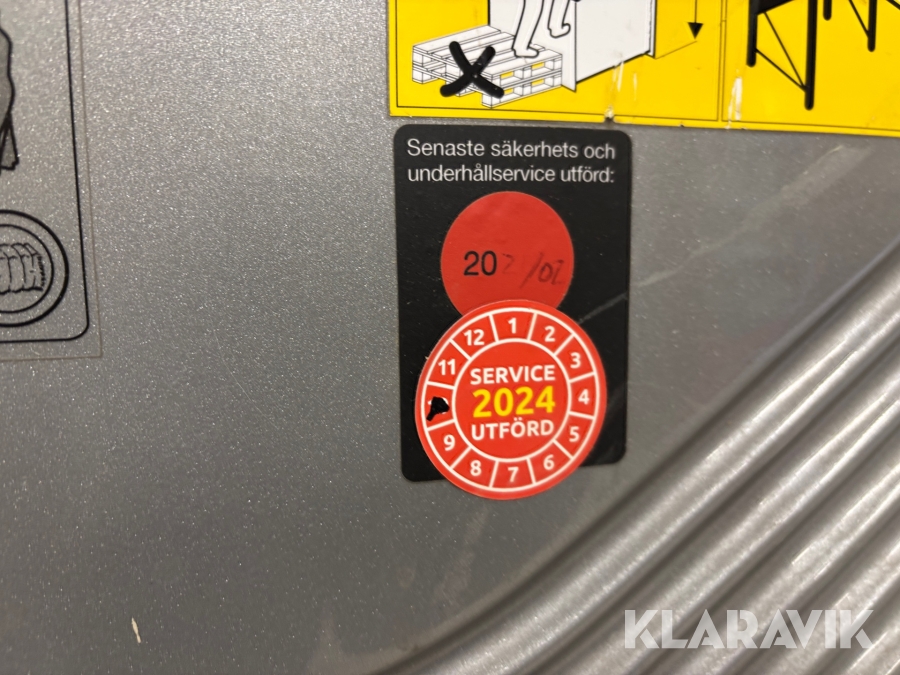 Senaste säkerhets och
underhållservice utförd:
20
12 1 2
11 3
SERVICE
2024
4
UTFÖRD
9 5
8 7 6
KLARAVIK